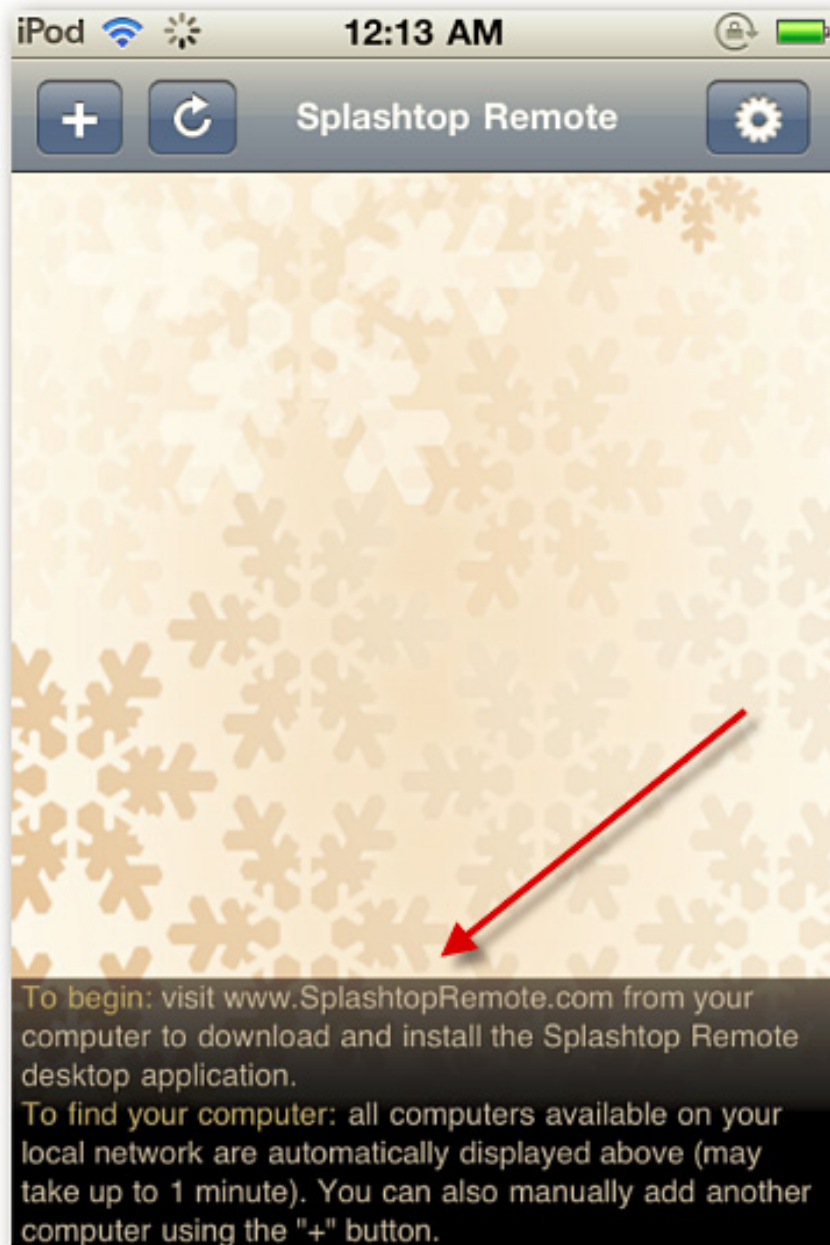 iPod 12:13 AM
+ Splashtop Remote
To begin: visit www.SplashtopRemote.com from your
computer to download and install the Splashtop Remote
desktop application.
To find your computer: all computers available on your
local network are automatically displayed above (may
take up to 1 minute). You can also manually add another
computer using the "+" button.